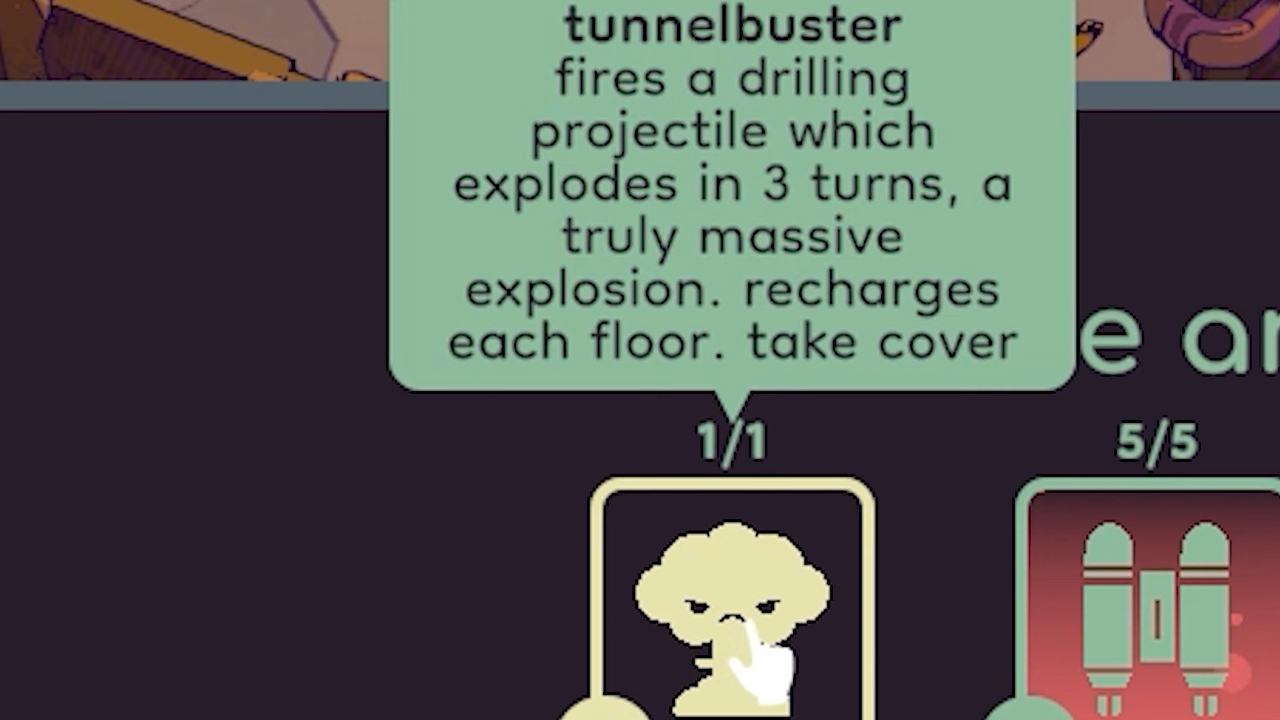 tunnelbuster
fires a drilling
projectile which
explodes in 3 turns, a
truly massive
explosion. recharges
each floor. take cover
1/1
5/5